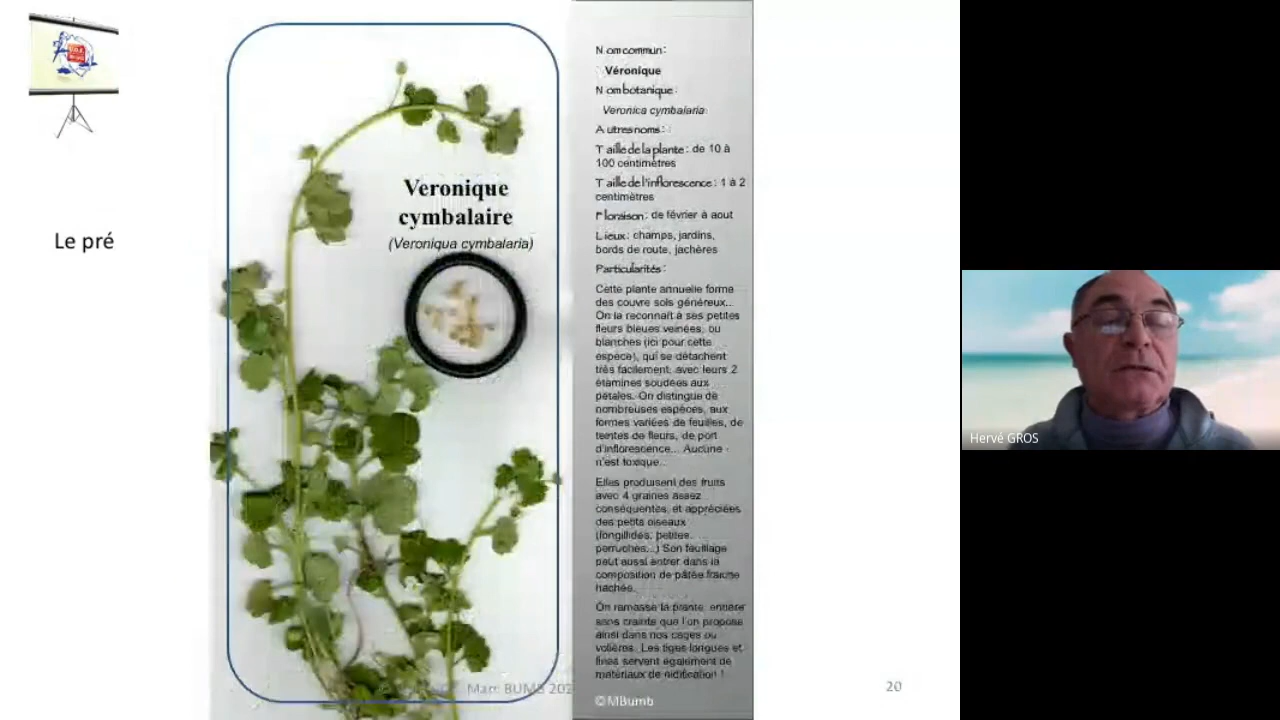 Le pré
Veronique
cymbalaire
(Veroniqua cymbalaria)
Nom commun:
Véronique
Nom botanique:
Veronica cymbalaria
Autres noms:
Taille de la plante: de 10 à
100 centimètres
Taille de l'inflorescence: 1 à 2
centimètres
Floraison: de février à aout
Lieux: champs, jardins,
bords de route, jachères
Particularités:
Cette plante annuelle forme
des couvre sols généreux..
On la reconnaît à ses petites
fleurs bleues veinées, ou
blanches (ici pour cette
espèce), qui se détachent
très facilement, avec leurs 2
étamines soudées aux
pétales. On distingue de
nombreuses espèces, aux
formes variées de feuilles, de
teintes de fleurs, de port
d'inflorescence... Aucune
n'est toxique.
Elles produisent des fruits
avec 4 graines assez
conséquentes, et appréciées
des petits oiseaux
(fongillidés, petites
perruches...) Son feuillage
peut aussi entrer dans la
composition de pâtée fraîche
hachée.
On ramasse la plante entière
sans crainte que l'on propose
ainsi dans nos cages ou
volières. Les tiges longues et
fines servent également de
matériaux de nidification !
©MBumb
Marc BUMB 202
20
Hervé GROS